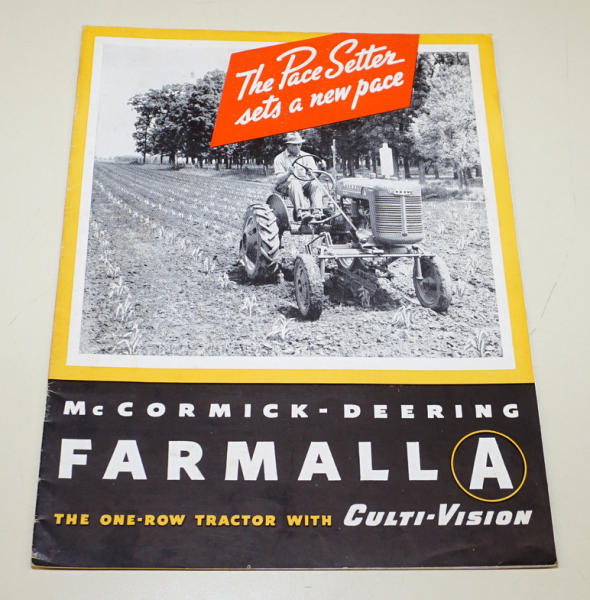 The Pace Setter
sets a new pace
McCORMICK-DEERING
FARMALL A
THE ONE-ROW TRACTOR WITH CULTI-VISION